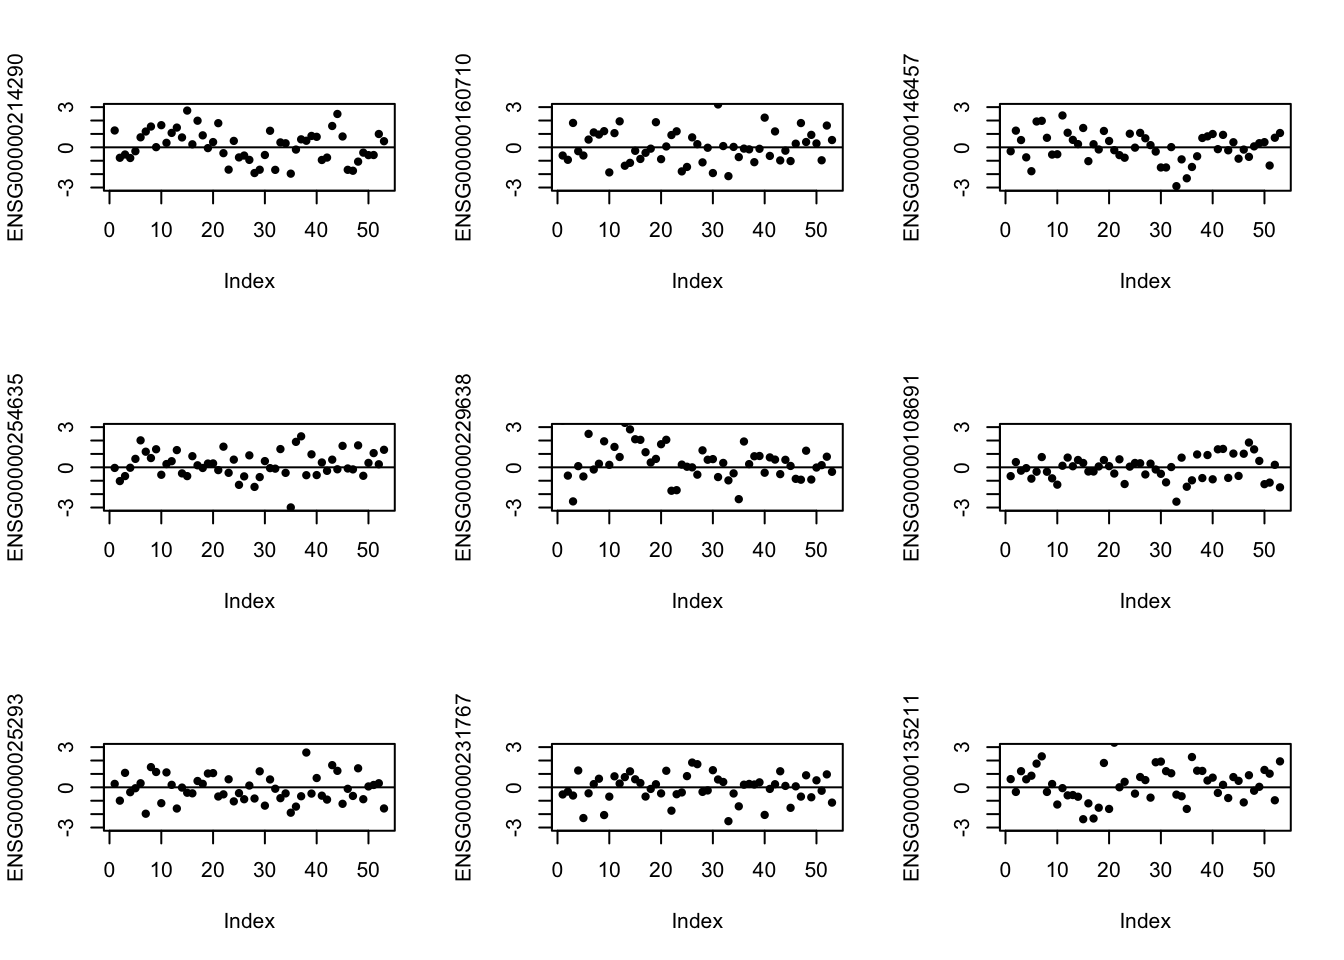 ENSG00000214290
3
0
-3
0 10 20 30 40 50
Index
ENSG00000160710
3
0
-3
0 10 20 30 40 50
Index
ENSG00000146457
3
0
-3
0 10 20 30 40 50
Index
ENSG00000254635
3
0
-3
0 10 20 30 40 50
Index
ENSG00000229638
3
0
-3
0 10 20 30 40 50
Index
ENSG00000108691
3
0
-3
0 10 20 30 40 50
Index
ENSG00000025293
3
0
-3
0 10 20 30 40 50
Index
ENSG00000231767
3
0
-3
0 10 20 30 40 50
Index
ENSG00000135211
3
0
-3
0 10 20 30 40 50
Index